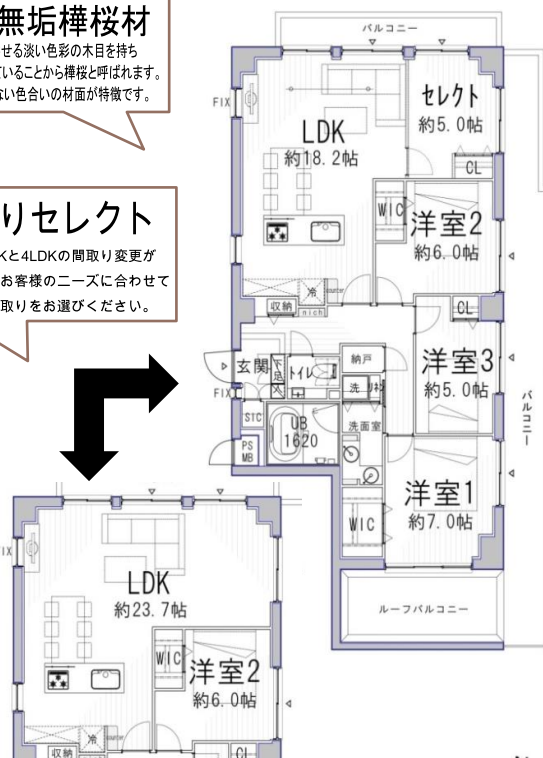 無垢樺桜材
せる淡い色彩の木目を持ち
ていることから樺桜と呼ばれます。
ない色合いの材面が特徴です。
りセレクト
Kと4LDKの間取り変更が
お客様のニーズに合わせて
取りをお選びください。
バルコニー
FIX
LDK
約18.2帖
セレクト
約5.0帖
CL
WIC
洋室2
約6.0帖
冷
counter
収納
nich
CL
玄関
下足入
トイレ
納戸
洋室3
約5.0帖
FIX
洗
リネン
STC
UB
1620
洗面室
バルコニー
PS
MB
WIC
洋室1
約7.0帖
ルーフバルコニー
FIX
LDK
約23.7帖
WIC
洋室2
約6.0帖
冷
counter
収納
CL